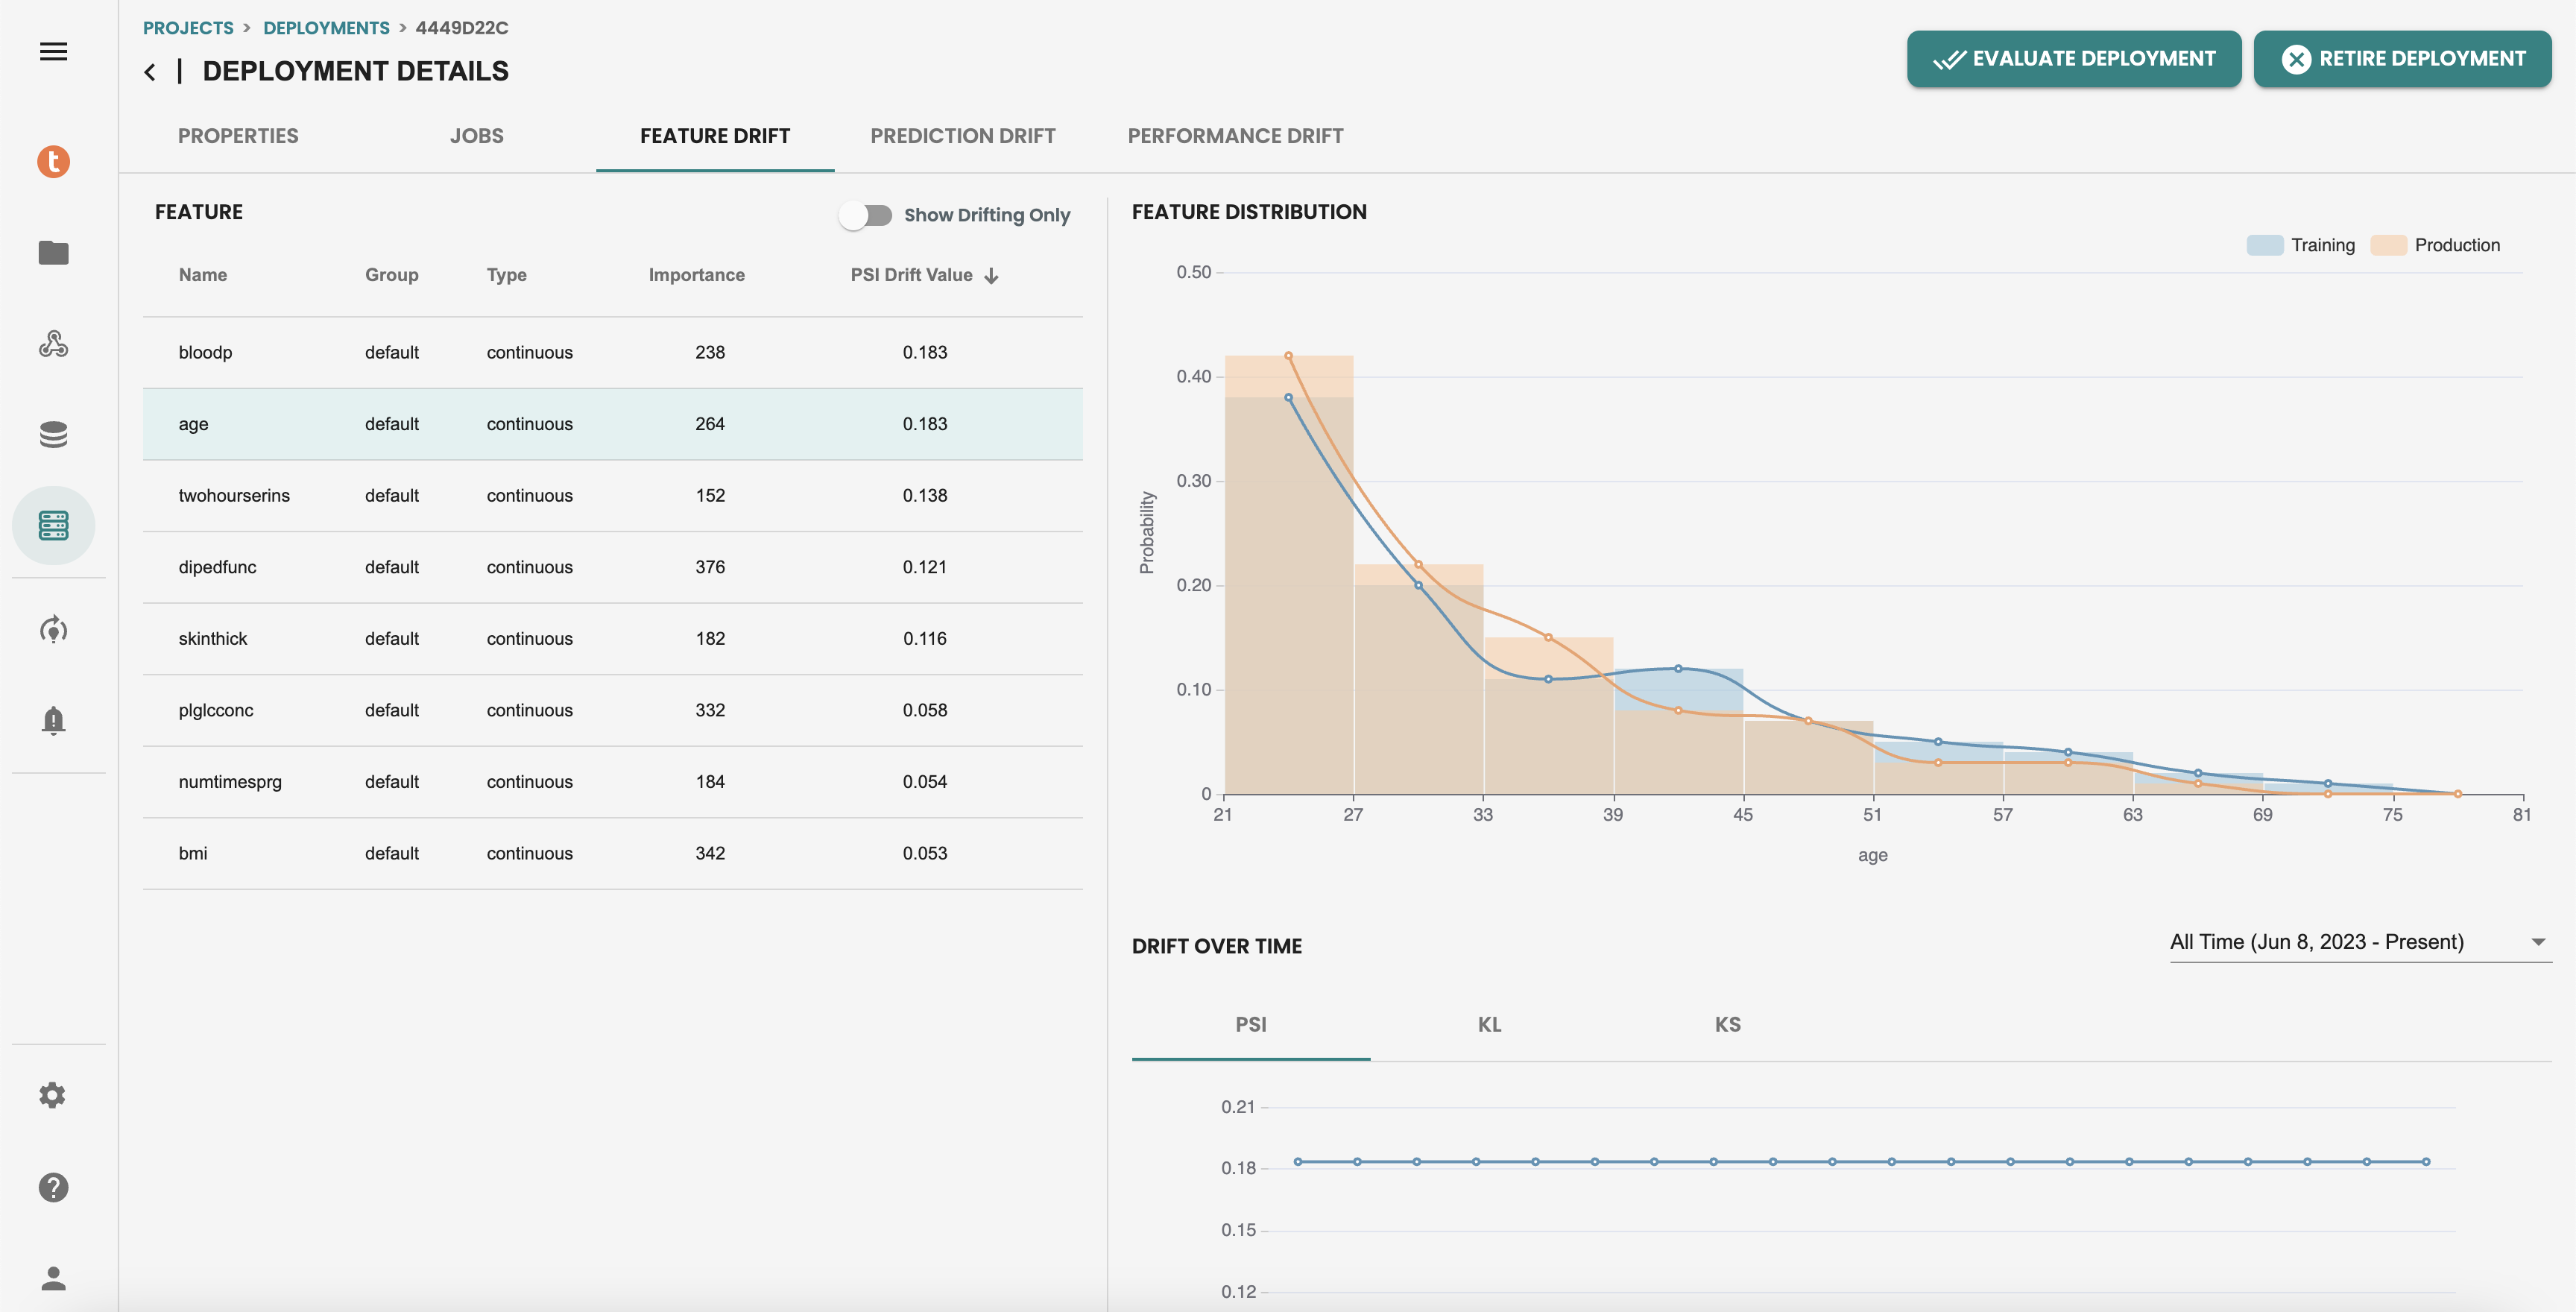 PROJECTS > DEPLOYMENTS > 4449D22C
DEPLOYMENT DETAILS
EVALUATE DEPLOYMENT
RETIRE DEPLOYMENT
t
PROPERTIES JOBS FEATURE DRIFT PREDICTION DRIFT PERFORMANCE DRIFT
FEATURE
Show Drifting Only
Name Group Type Importance PSI Drift Value
bloodp default continuous 238 0.183
age default continuous 264 0.183
twohourserins default continuous 152 0.138
dipedfunc default continuous 376 0.121
skinthick default continuous 182 0.116
plglcconc default continuous 332 0.058
numtimesprg default continuous 184 0.054
bmi default continuous 342 0.053
FEATURE DISTRIBUTION
Training Production
0.50
0.40
0.30
0.20
0.10
0
Probability
21 27 33 39 45 51 57 63 69 75 81
age
DRIFT OVER TIME
All Time (Jun 8, 2023 - Present)
PSI KL KS
0.21
0.18
0.15
0.12